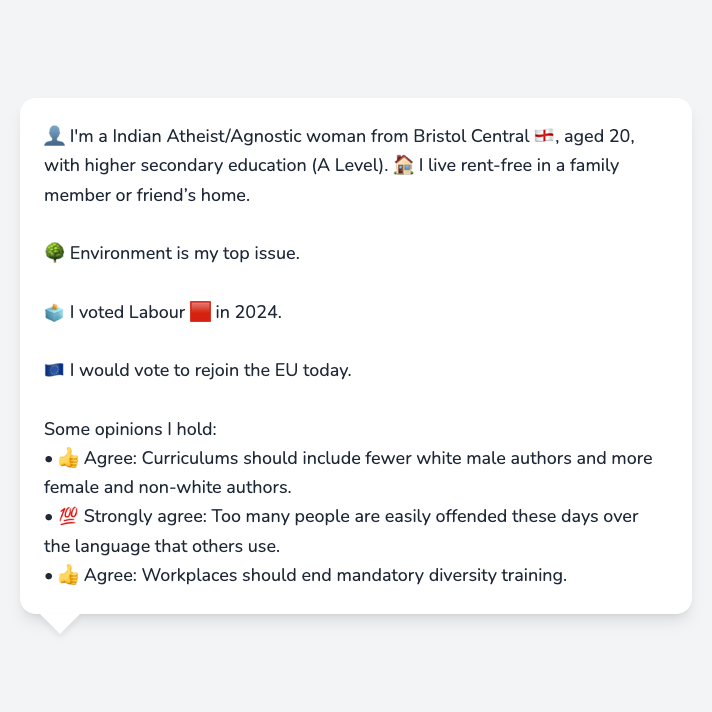 👤 I'm a Indian Atheist/Agnostic woman from Bristol Central 🏴󠁧󠁢󠁥󠁮󠁧󠁿, aged 20,
with higher secondary education (A Level). 🏠 I live rent-free in a family
member or friend’s home.
🌳 Environment is my top issue.
🗳️ I voted Labour 🟥 in 2024.
🇪🇺 I would vote to rejoin the EU today.
Some opinions I hold:
• 👍 Agree: Curriculums should include fewer white male authors and more
female and non-white authors.
• 💯 Strongly agree: Too many people are easily offended these days over
the language that others use.
• 👍 Agree: Workplaces should end mandatory diversity training.